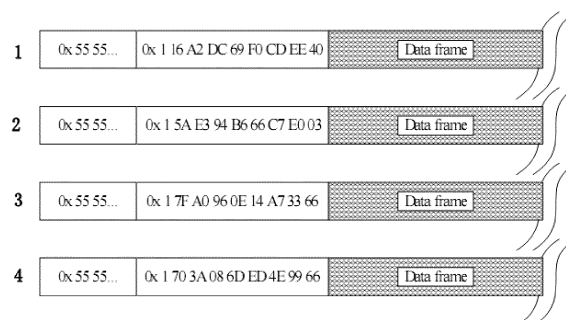 1 0x 55 55... 0x 1 16 A2 DC 69 F0 CD EE 40 Data frame
2 0x 55 55... 0x 1 5A E3 94 B6 66 C7 E0 03 Data frame
3 0x 55 55... 0x 1 7F A0 96 0E 14 A7 33 66 Data frame
4 0x 55 55... 0x 1 70 3A 08 6D ED 4E 99 66 Data frame